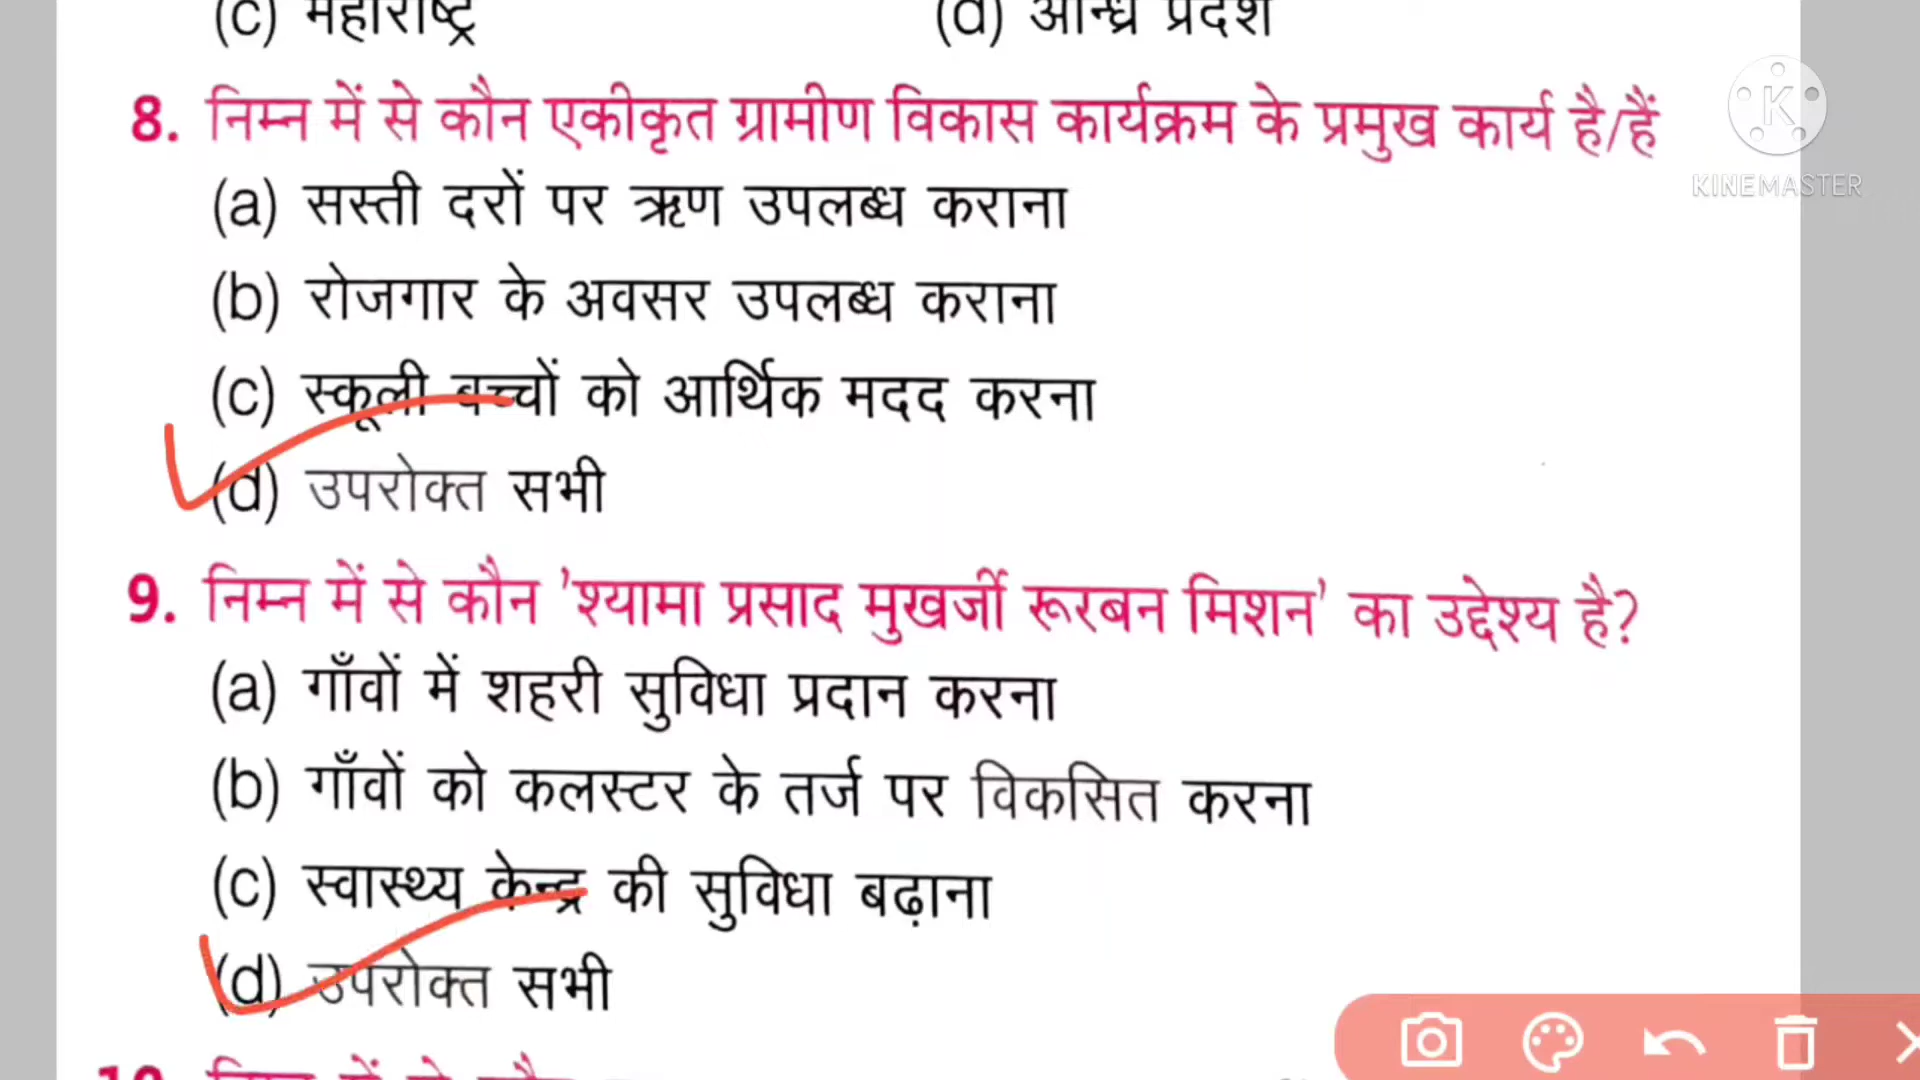 (c) महाराष्ट्र (d) आन्ध्र प्रदेश
8. निम्न में से कौन एकीकृत ग्रामीण विकास कार्यक्रम के प्रमुख कार्य है/हैं
KINEMASTER
(a) सस्ती दरों पर ऋण उपलब्ध कराना
(b) रोजगार के अवसर उपलब्ध कराना
(c) स्कूली बच्चों को आर्थिक मदद करना
(d) उपरोक्त सभी
9. निम्न में से कौन 'श्यामा प्रसाद मुखर्जी रूरबन मिशन' का उद्देश्य है?
(a) गाँवों में शहरी सुविधा प्रदान करना
(b) गाँवों को कलस्टर के तर्ज पर विकसित करना
(c) स्वास्थ्य केन्द्र की सुविधा बढ़ाना
(d) उपरोक्त सभी